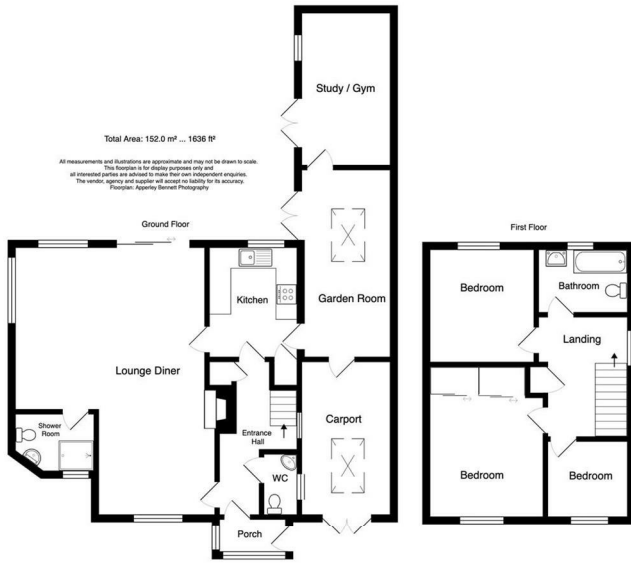 Study / Gym
Total Area: 152.0 m² ... 1636 ft²
All measurements and illustrations are approximate and may not be drawn to scale.
This floorplan is for display purposes only and
all interested parties are advised to make their own independent enquiries.
The vendor, agency and supplier will accept no liability for its accuracy.
Floorplan: Apperley Bennett Photography
Ground Floor
Kitchen
Garden Room
Lounge Diner
Shower
Room
Entrance
Hall
Carport
WC
Porch
First Floor
Bedroom
Bathroom
Landing
Bedroom
Bedroom